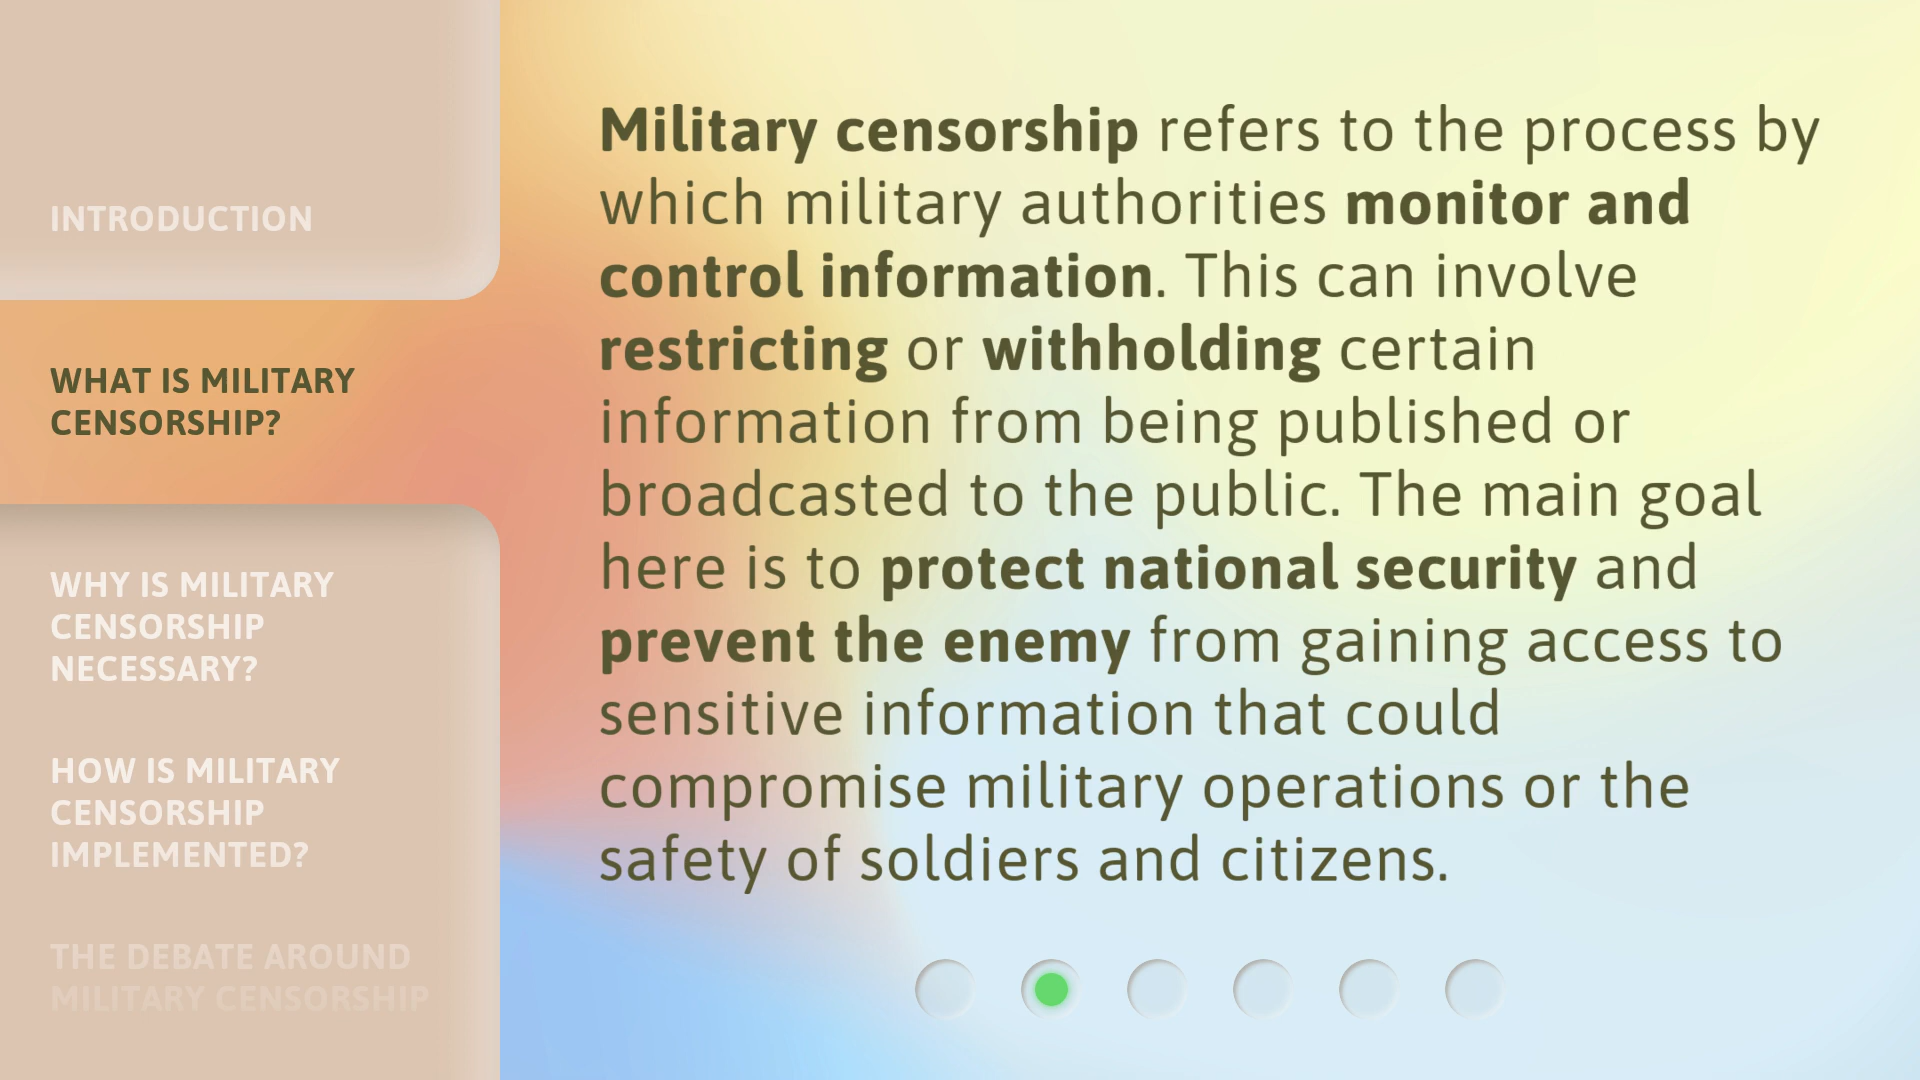 INTRODUCTION
WHAT IS MILITARY
CENSORSHIP?
WHY IS MILITARY
CENSORSHIP
NECESSARY?
HOW IS MILITARY
CENSORSHIP
IMPLEMENTED?
THE DEBATE AROUND
MILITARY CENSORSHIP
Military censorship refers to the process by
which military authorities monitor and
control information. This can involve
restricting or withholding certain
information from being published or
broadcasted to the public. The main goal
here is to protect national security and
prevent the enemy from gaining access to
sensitive information that could
compromise military operations or the
safety of soldiers and citizens.